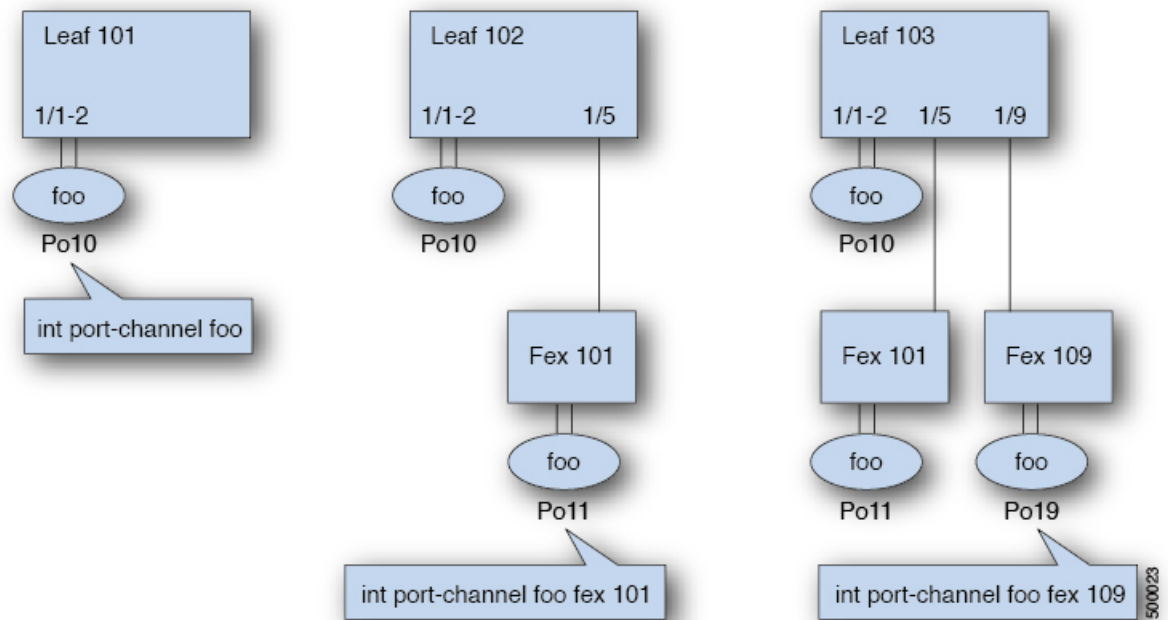 Leaf 101
1/1-2
foo
Po10
int port-channel foo
Leaf 102
1/1-2 1/5
foo
Po10
Fex 101
foo
Po11
int port-channel foo fex 101
Leaf 103
1/1-2 1/5 1/9
foo
Po10
Fex 101
Fex 109
foo
foo
Po11
Po19
int port-channel foo fex 109
500023